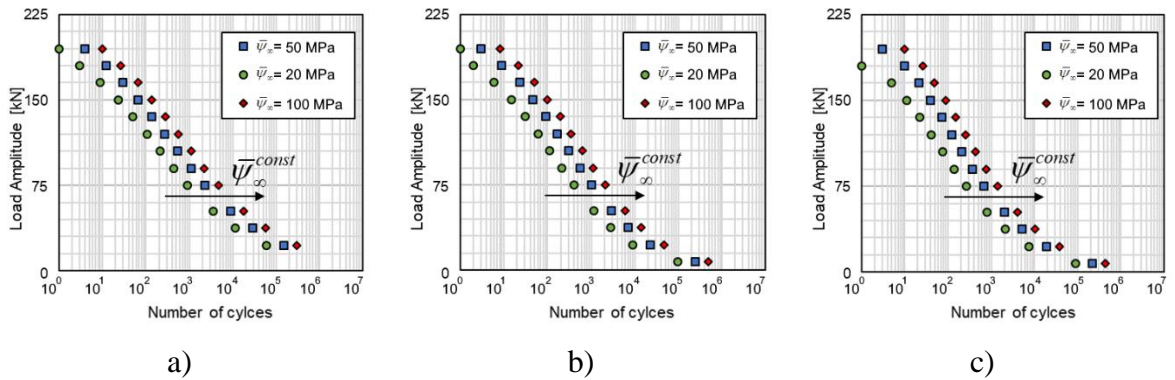 225
150
75
0
Load Amplitude [kN]
ψ̅∞= 50 MPa
ψ̅∞= 20 MPa
ψ̅∞= 100 MPa
ψ̅∞^const
10^0 10^1 10^2 10^3 10^4 10^5 10^6 10^7
Number of cylces
a)
225
150
75
0
Load Amplitude [kN]
ψ̅∞= 50 MPa
ψ̅∞= 20 MPa
ψ̅∞= 100 MPa
ψ̅∞^const
10^0 10^1 10^2 10^3 10^4 10^5 10^6 10^7
Number of cylces
b)
225
150
75
0
Load Amplitude [kN]
ψ̅∞= 50 MPa
ψ̅∞= 20 MPa
ψ̅∞= 100 MPa
ψ̅∞^const
10^0 10^1 10^2 10^3 10^4 10^5 10^6 10^7
Number of cylces
c)